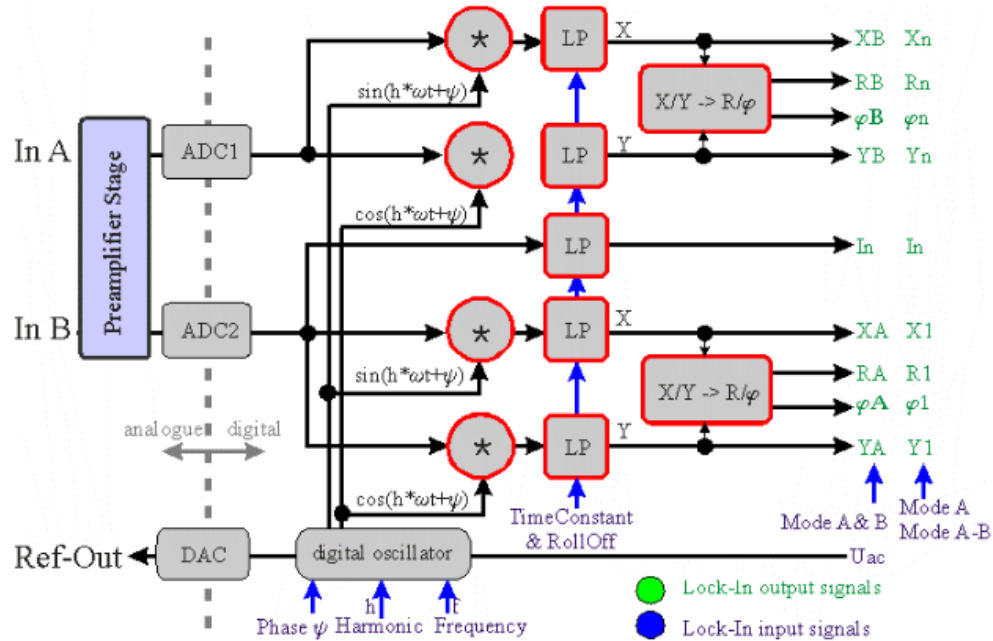 * LP X XB Xn
sin(h*ωt+ψ)
RB Rn
X/Y -> R/φ
φB φn
In A ADC1 * LP Y YB Yn
Preamplifier Stage
cos(h*ωt+ψ)
LP In In
In B ADC2 * LP X XA X1
sin(h*ωt+ψ)
RA R1
X/Y -> R/φ
φA φ1
analogue digital
* LP Y YA Y1
cos(h*ωt+ψ)
TimeConstant
& RollOff
Mode A & B
Mode A
Mode A-B
Ref-Out DAC digital oscillator Uac
h f
Phase ψ Harmonic Frequency
Lock-In output signals
Lock-In input signals